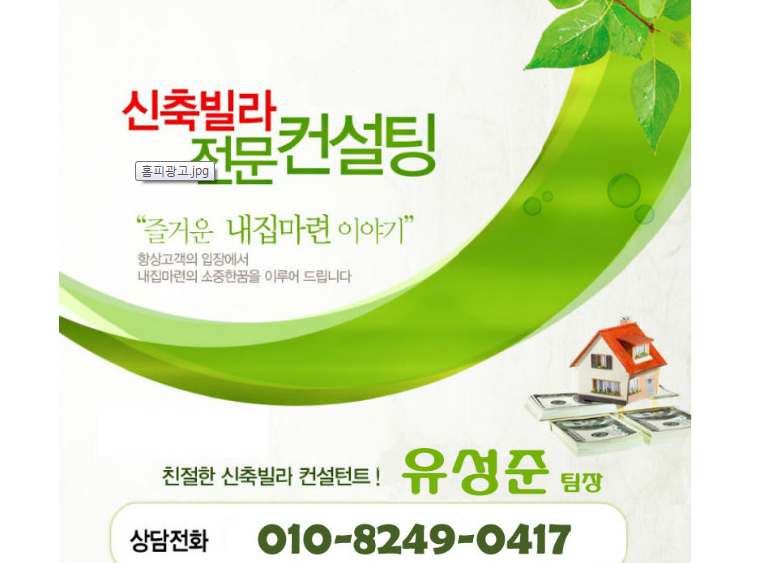 신축빌라
전문컨설팅
홈피광고.jpg
“즐거운 내집마련 이야기”
항상고객의 입장에서
내집마련의 소중한꿈을 이루어 드립니다
친절한 신축빌라 컨설턴트! 유성준 팀장
상담전화 010-8249-0417